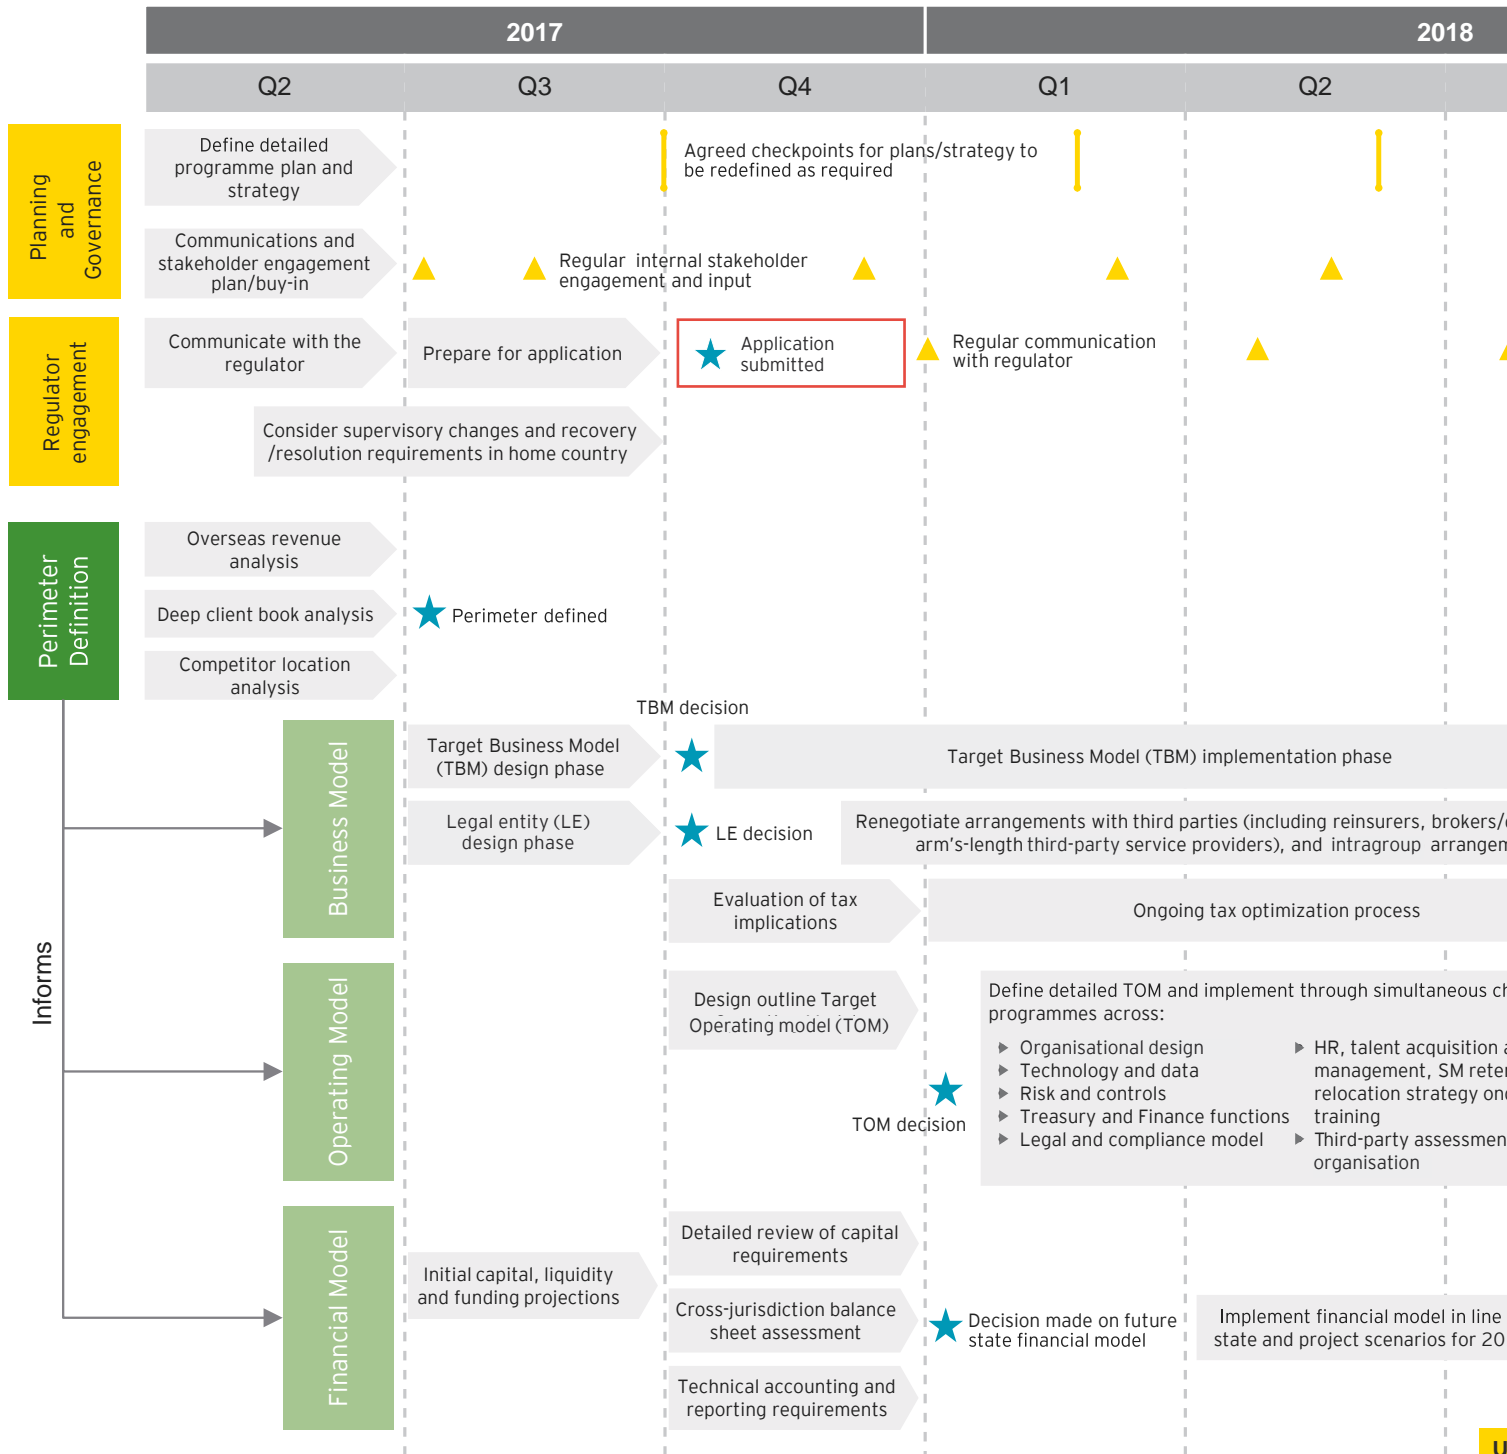 2017
2018
Q2
Q3
Q4
Q1
Q2
Planning
and
Governance
Define detailed
programme plan and
strategy
Agreed checkpoints for plans/strategy to
be redefined as required
Communications and
stakeholder engagement
plan/buy-in
Regular internal stakeholder
engagement and input
Regulator
engagement
Communicate with the
regulator
Prepare for application
Application
submitted
Regular communication
with regulator
Consider supervisory changes and recovery
/resolution requirements in home country
Perimeter
Definition
Overseas revenue
analysis
Deep client book analysis
Perimeter defined
Competitor location
analysis
Informs
Business Model
TBM decision
Target Business Model
(TBM) design phase
Target Business Model (TBM) implementation phase
Legal entity (LE)
design phase
LE decision
Renegotiate arrangements with third parties (including reinsurers, brokers/
arm's-length third-party service providers), and intragroup
Evaluation of tax
implications
Ongoing tax optimization process
Operating Model
Design outline Target
Operating model (TOM)
TOM decision
Define detailed TOM and implement through simultaneous
programmes across:
Organisational design
Technology and data
Risk and controls
Treasury and Finance functions
Legal and compliance model
HR, talent acquisition
management, SM
relocation strategy
training
Third-party
organisation
Financial Model
Initial capital, liquidity
and funding projections
Detailed review of capital
requirements
Cross-jurisdiction balance
sheet assessment
Technical accounting and
reporting requirements
Decision made on future
state financial model
Implement financial model in line
state and project scenarios for